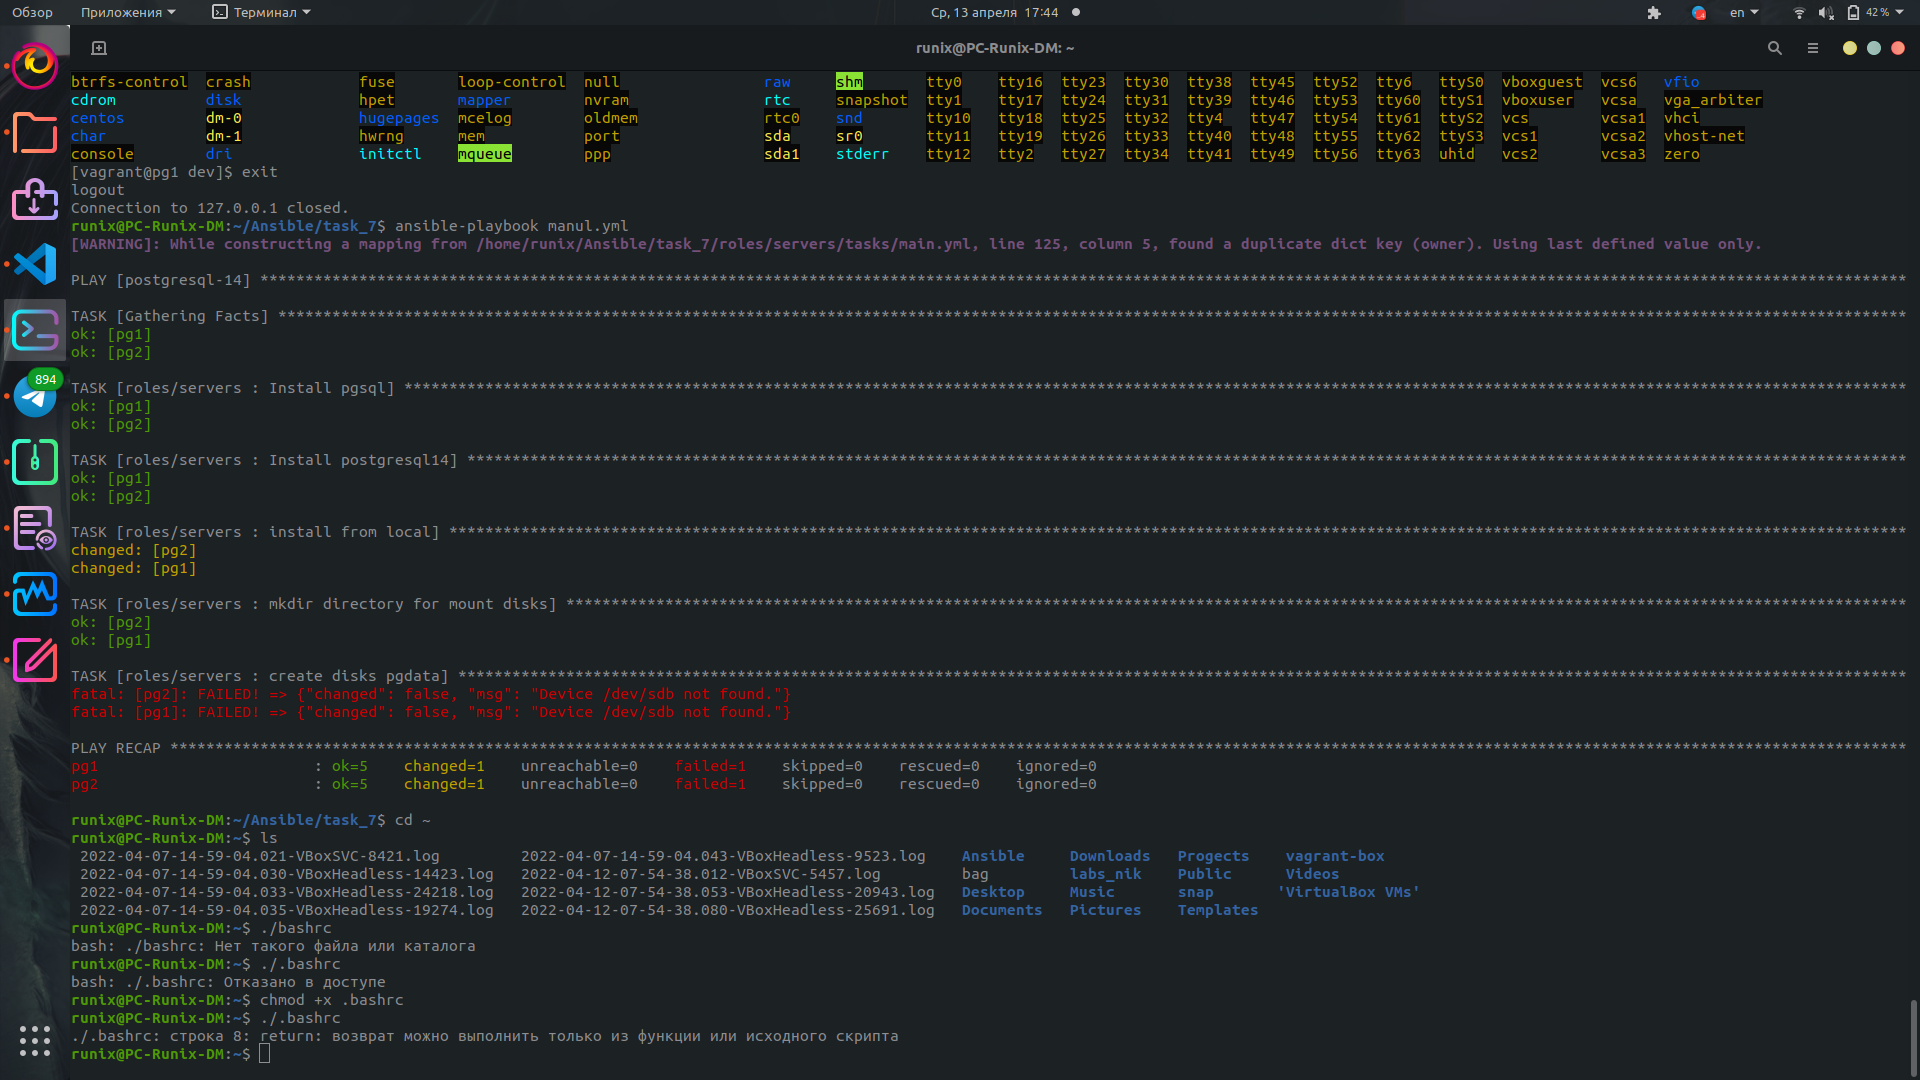 Обзор Приложения Терминал Ср, 13 апреля 17:44 en 42 %
runix@PC-Runix-DM: ~
btrfs-control crash fuse loop-control null raw shm tty0 tty16 tty23 tty30 tty38 tty45 tty52 tty6 ttyS0 vboxguest vcs6 vfio
cdrom disk hpet mapper nvram rtc snapshot tty1 tty17 tty24 tty31 tty39 tty46 tty53 tty60 ttyS1 vboxuser vcsa vga_arbiter
centos dm-0 hugepages mcelog oldmem rtc0 snd tty10 tty18 tty25 tty32 tty4 tty47 tty54 tty61 ttyS2 vcs vcsa1 vhci
char dm-1 hwrng mem port sda sr0 tty11 tty19 tty26 tty33 tty40 tty48 tty55 tty62 ttyS3 vcs1 vcsa2 vhost-net
console dri initctl mqueue ppp sda1 stderr tty12 tty2 tty27 tty34 tty41 tty49 tty56 tty63 uhid vcs2 vcsa3 zero
[vagrant@pg1 dev]$ exit
logout
Connection to 127.0.0.1 closed.
runix@PC-Runix-DM:~/Ansible/task_7$ ansible-playbook manul.yml
[WARNING]: While constructing a mapping from /home/runix/Ansible/task_7/roles/servers/tasks/main.yml, line 125, column 5, found a duplicate dict key (owner). Using last defined value only.
PLAY [postgresql-14] ****************************************************************************************************************************************************************************************
TASK [Gathering Facts] **************************************************************************************************************************************************************************************
ok: [pg1]
ok: [pg2]
TASK [roles/servers : Install pgsql] ************************************************************************************************************************************************************************
ok: [pg1]
ok: [pg2]
894
TASK [roles/servers : Install postgresql14] *****************************************************************************************************************************************************************
ok: [pg1]
ok: [pg2]
TASK [roles/servers : install from local] *******************************************************************************************************************************************************************
changed: [pg2]
changed: [pg1]
TASK [roles/servers : mkdir directory for mount disks] ******************************************************************************************************************************************************
ok: [pg2]
ok: [pg1]
TASK [roles/servers : create disks pgdata] ******************************************************************************************************************************************************************
fatal: [pg2]: FAILED! => {"changed": false, "msg": "Device /dev/sdb not found."}
fatal: [pg1]: FAILED! => {"changed": false, "msg": "Device /dev/sdb not found."}
PLAY RECAP **************************************************************************************************************************************************************************************************
pg1 : ok=5 changed=1 unreachable=0 failed=1 skipped=0 rescued=0 ignored=0
pg2 : ok=5 changed=1 unreachable=0 failed=1 skipped=0 rescued=0 ignored=0
runix@PC-Runix-DM:~/Ansible/task_7$ cd ~
runix@PC-Runix-DM:~$ ls
2022-04-07-14-59-04.021-VBoxSVC-8421.log 2022-04-07-14-59-04.043-VBoxHeadless-9523.log Ansible Downloads Progects vagrant-box
2022-04-07-14-59-04.030-VBoxHeadless-14423.log 2022-04-12-07-54-38.012-VBoxSVC-5457.log bag labs_nik Public Videos
2022-04-07-14-59-04.033-VBoxHeadless-24218.log 2022-04-12-07-54-38.053-VBoxHeadless-20943.log Desktop Music snap 'VirtualBox VMs'
2022-04-07-14-59-04.035-VBoxHeadless-19274.log 2022-04-12-07-54-38.080-VBoxHeadless-25691.log Documents Pictures Templates
runix@PC-Runix-DM:~$ ./bashrc
bash: ./bashrc: Нет такого файла или каталога
runix@PC-Runix-DM:~$ ./.bashrc
bash: ./.bashrc: Отказано в доступе
runix@PC-Runix-DM:~$ chmod +x .bashrc
runix@PC-Runix-DM:~$ ./.bashrc
./.bashrc: строка 8: return: возврат можно выполнить только из функции или исходного скрипта
runix@PC-Runix-DM:~$